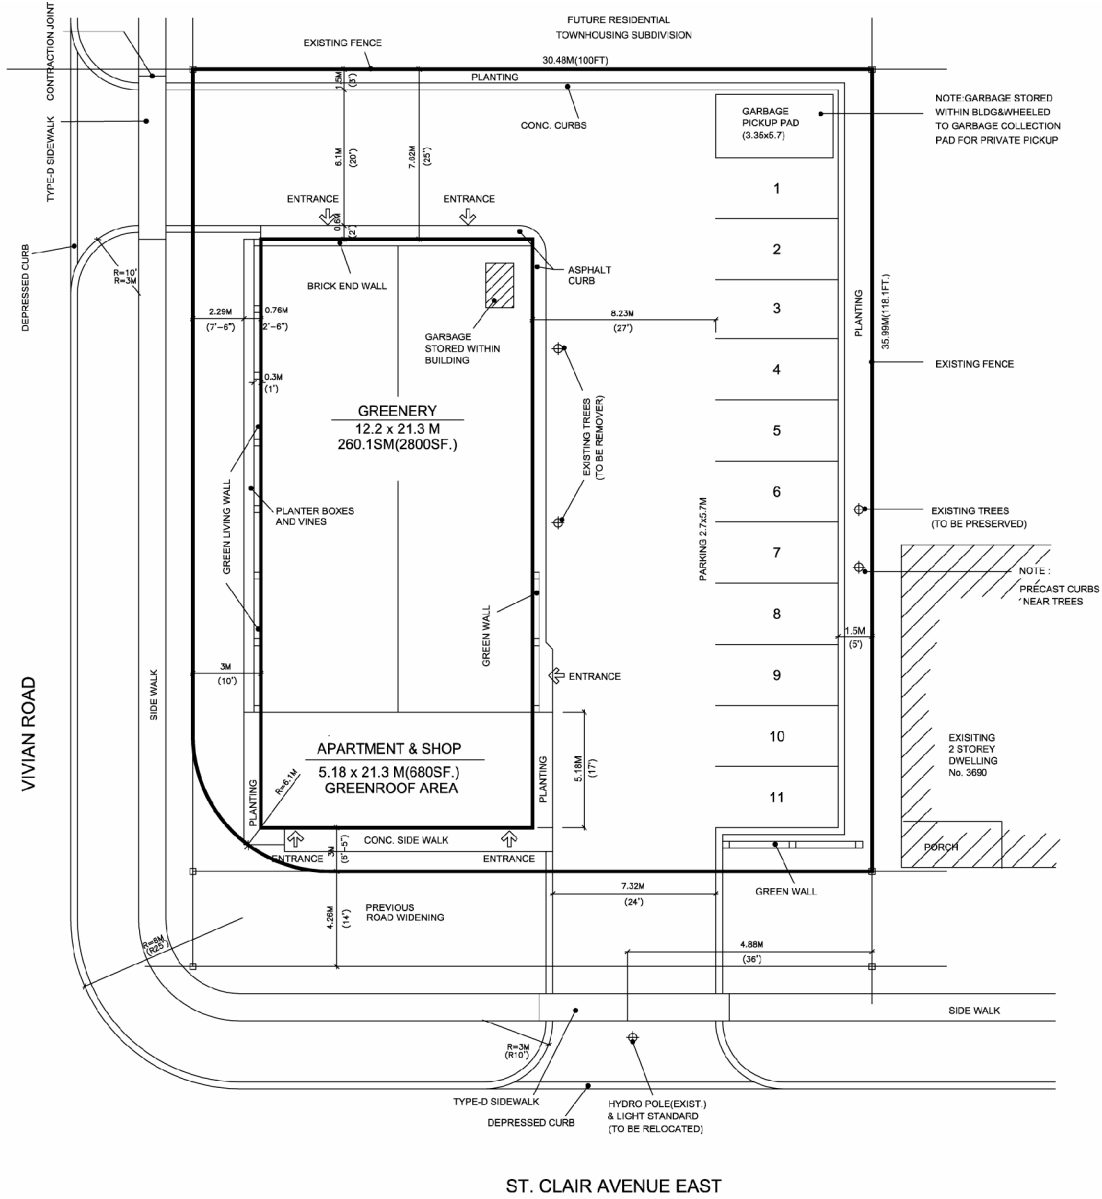 FUTURE RESIDENTIAL
TOWNHOUSING SUBDIVISION
CONTRACTION JOINT
EXISTING FENCE
30.48M(100FT)
PLANTING
1.5M
(5')
CONC. CURBS
GARBAGE
PICKUP PAD
(3.35x5.7)
NOTE:GARBAGE STORED
WITHIN BLDG&WHEELED
TO GARBAGE COLLECTION
PAD FOR PRIVATE PICKUP
TYPE-D SIDEWALK
6.1M
(20')
7.62M
(25')
1
ENTRANCE
ENTRANCE
0.6M
(2')
DEPRESSED CURB
R=10'
R=3M
BRICK END WALL
ASPHALT
CURB
2
2.29M
(7'-6")
0.76M
2'-6")
8.23M
(27')
3
PLANTING
35.99M(118.1FT.)
GARBAGE
STORED WITHIN
BUILDING
EXISTING FENCE
4
0.3M
(1")
GREENERY
12.2 x 21.3 M
260.1SM(2800SF.)
EXISTING TREES
(TO BE REMOVER)
5
GREEN LIVING WALL
PLANTER BOXES
AND VINES
6
EXISTING TREES
(TO BE PRESERVED)
PARKING 2.7x5.7M
7
NOTE :
PRECAST CURBS
NEAR TREES
GREEN WALL
8
1.5M
(5')
3M
(10')
ENTRANCE
9
SIDE WALK
VIVIAN ROAD
APARTMENT & SHOP
5.18 x 21.3 M(680SF.)
GREENROOF AREA
R=6.1M
PLANTING
PLANTING
5.18M
(17')
10
EXISITING
2 STOREY
DWELLING
No. 3690
11
CONC. SIDE WALK
ENTRANCE
3M
ENTRANCE
PORCH
7.32M
(24')
GREEN WALL
PREVIOUS
ROAD WIDENING
4.26M
(14')
R=8M
(R25'
4.88M
(36')
SIDE WALK
R=3M
(R10')
TYPE-D SIDEWALK
DEPRESSED CURB
HYDRO POLE(EXIST.)
& LIGHT STANDARD
(TO BE RELOCATED)
ST. CLAIR AVENUE EAST